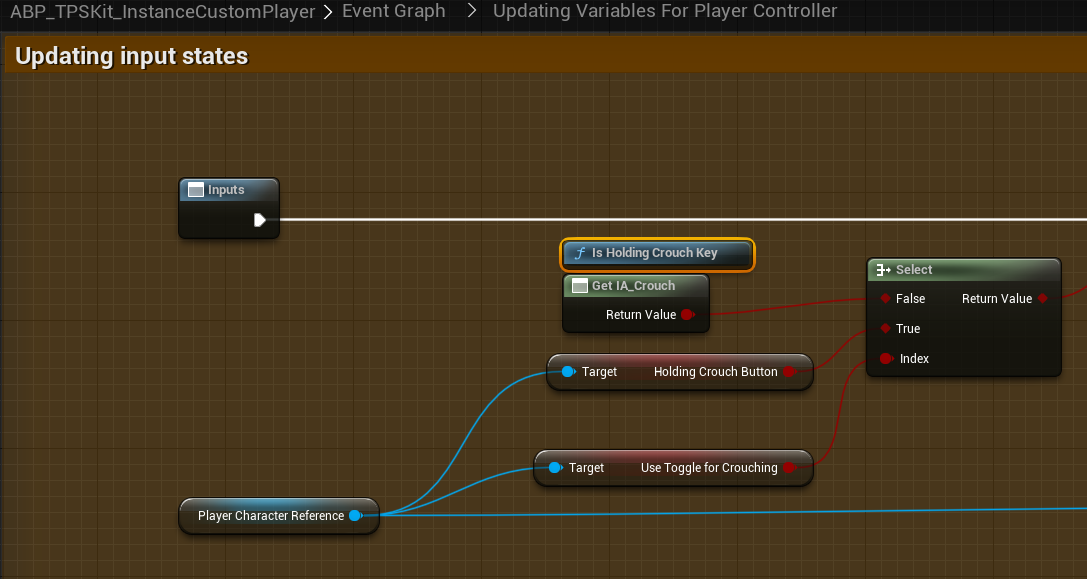 ABP_TPSKit_InstanceCustomPlayer > Event Graph > Updating Variables For Player Controller
Updating input states
Inputs
f Is Holding Crouch Key
Get IA_Crouch
Return Value
Select
False Return Value
True
Index
Target Holding Crouch Button
Target Use Toggle for Crouching
Player Character Reference